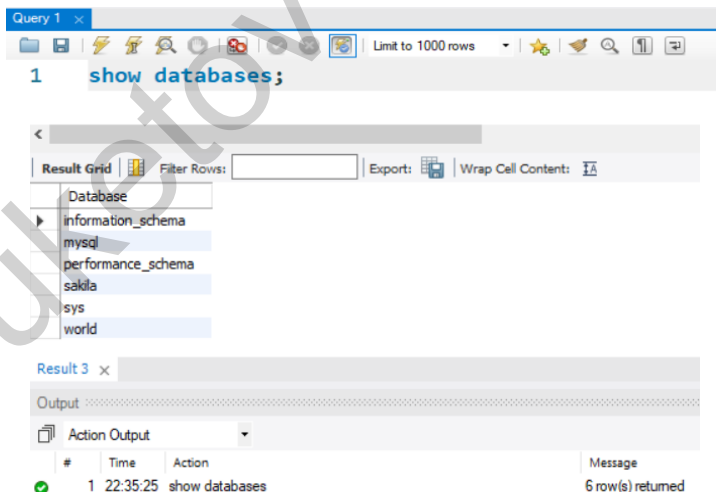 Query 1
Limit to 1000 rows
1 show databases;
Result Grid Filter Rows: Export: Wrap Cell Content: IA
Database
information_schema
mysql
performance_schema
sakila
sys
world
Result 3
Output
Action Output
# Time Action Message
1 22:35:25 show databases 6 row(s) returned
uketov